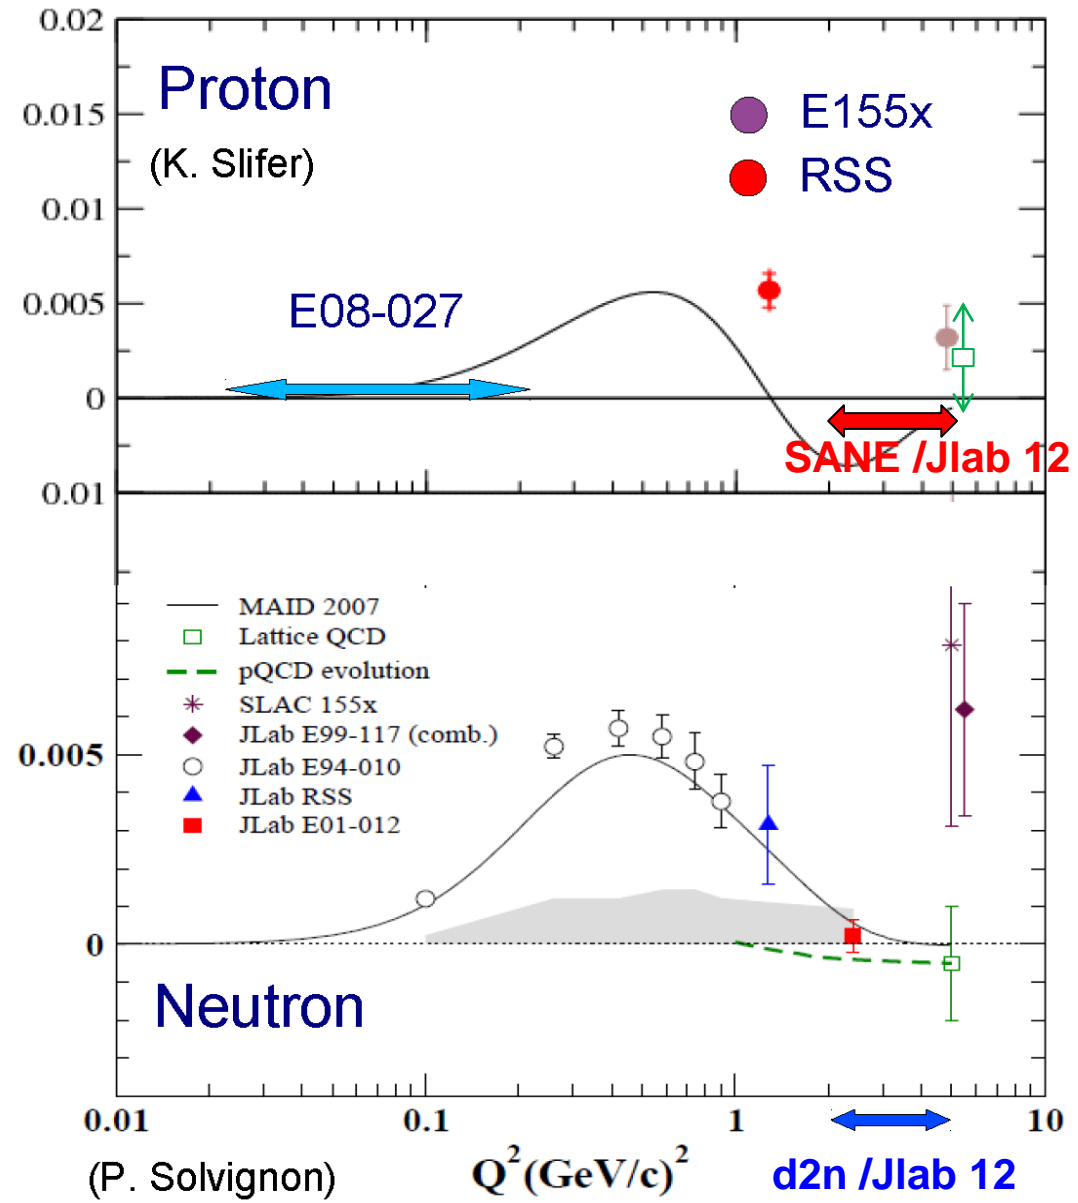 0.02
Proton
E155x
0.015
(K. Slifer)
RSS
0.01
0.005
E08-027
0
SANE /Jlab 12
0.01
MAID 2007
Lattice QCD
pQCD evolution
SLAC 155x
JLab E99-117 (comb.)
0.005
JLab E94-010
JLab RSS
JLab E01-012
0
Neutron
0.01 0.1 1 10
(P. Solvignon) Q²(GeV/c)² d2n /Jlab 12